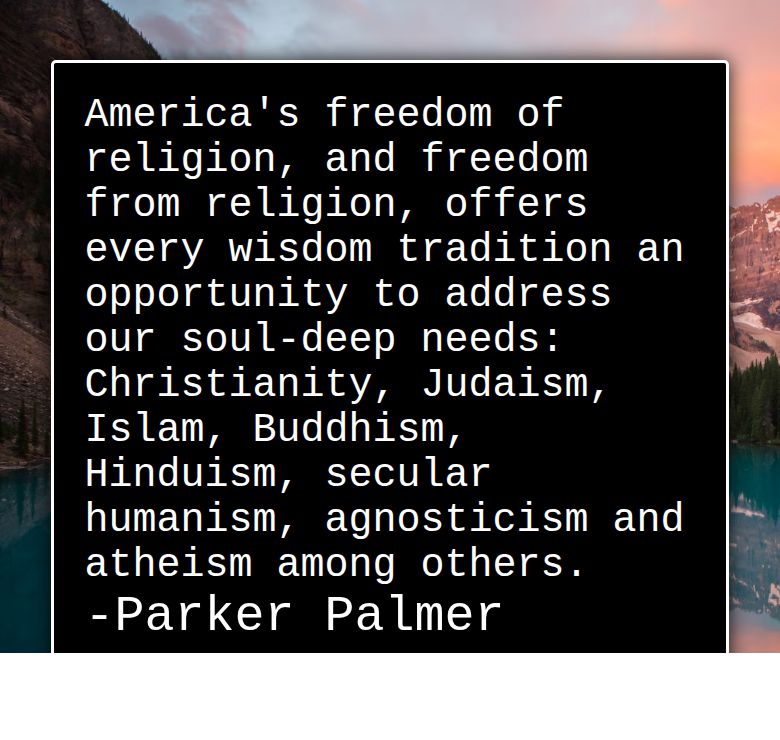 America's freedom of
religion, and freedom
from religion, offers
every wisdom tradition an
opportunity to address
our soul-deep needs:
Christianity, Judaism,
Islam, Buddhism,
Hinduism, secular
humanism, agnosticism and
atheism among others.
-Parker Palmer